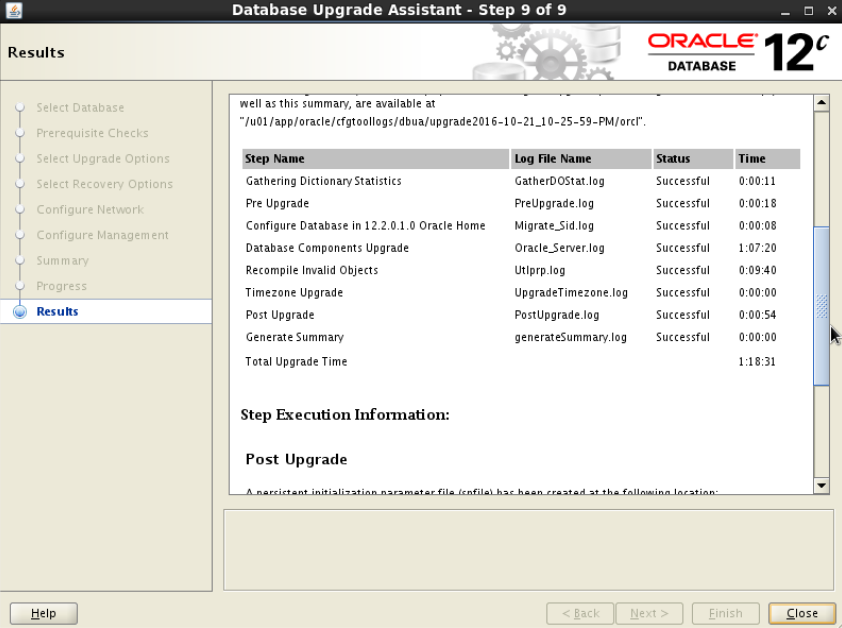 Database Upgrade Assistant - Step 9 of 9
Results
ORACLE
DATABASE
12c
Select Database
Prerequisite Checks
Select Upgrade Options
Select Recovery Options
Configure Network
Configure Management
Summary
Progress
Results
well as this summary, are available at
"/u01/app/oracle/cfgtoollogs/dbua/upgrade2016-10-21_10-25-59-PM/orcl".
Step Name Log File Name Status Time
Gathering Dictionary Statistics GatherDOStat.log Successful 0:00:11
Pre Upgrade PreUpgrade.log Successful 0:00:18
Configure Database in 12.2.0.1.0 Oracle Home Migrate_Sid.log Successful 0:00:08
Database Components Upgrade Oracle_Server.log Successful 1:07:20
Recompile Invalid Objects Utlprp.log Successful 0:09:40
Timezone Upgrade UpgradeTimezone.log Successful 0:00:00
Post Upgrade PostUpgrade.log Successful 0:00:54
Generate Summary generateSummary.log Successful 0:00:00
Total Upgrade Time 1:18:31
Step Execution Information:
Post Upgrade
A persistent initialization parameter file (spfile) has been created at the following location:
Help
< Back
Next >
Finish
Close